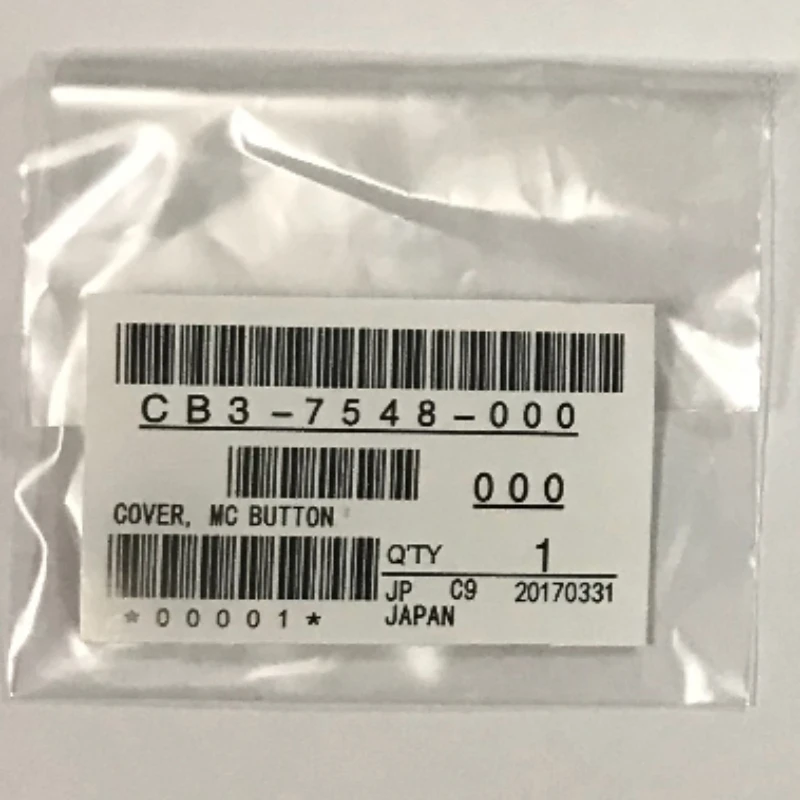 CB3-7548-000
000
COVER, MC BUTTON
Q'TY 1
JP C9 20170331
*00001* JAPAN